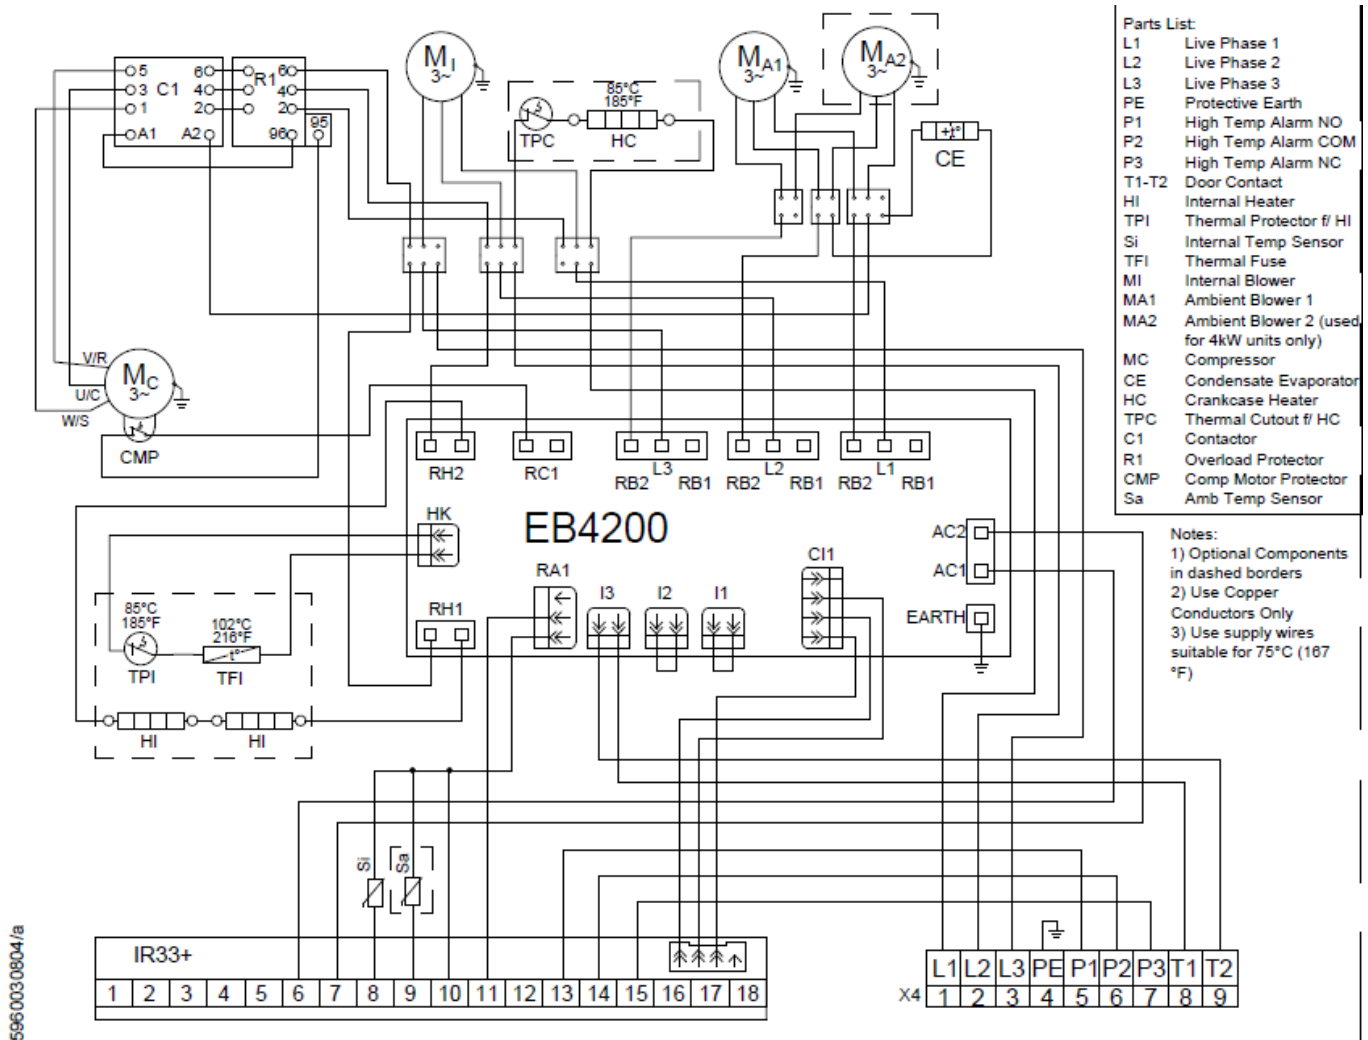 Parts List:
L1 Live Phase 1
L2 Live Phase 2
L3 Live Phase 3
PE Protective Earth
P1 High Temp Alarm NO
P2 High Temp Alarm COM
P3 High Temp Alarm NC
T1-T2 Door Contact
HI Internal Heater
TPI Thermal Protector f/ HI
Si Internal Temp Sensor
TFI Thermal Fuse
MI Internal Blower
MA1 Ambient Blower 1
MA2 Ambient Blower 2 (used
for 4kW units only)
MC Compressor
CE Condensate Evaporator
HC Crankcase Heater
TPC Thermal Cutout f/ HC
C1 Contactor
R1 Overload Protector
CMP Comp Motor Protector
Sa Amb Temp Sensor
Notes:
1) Optional Components
in dashed borders
2) Use Copper
Conductors Only
3) Use supply wires
suitable for 75°C (167
°F)
5 6 6
3 C1 4 R1 4
1 2 2
A1 A2 96 95
MI
3~
85°C
185°F
TPC HC
MA1
3~
MA2
3~
+t°
CE
V/R
U/C
W/S
MC
3~
CMP
RH2 RC1
L3 L2 L1
RB2 RB1 RB2 RB1 RB2 RB1
HK
EB4200
AC2
AC1
EARTH
CI1
RA1
I3 I2 I1
RH1
85°C
185°F
102°C
216°F
-t°
TPI TFI
HI HI
Si
Sa
IR33+
1 2 3 4 5 6 7 8 9 10 11 12 13 14 15 16 17 18
L1 L2 L3 PE P1 P2 P3 T1 T2
X4 1 2 3 4 5 6 7 8 9
5960030804/a